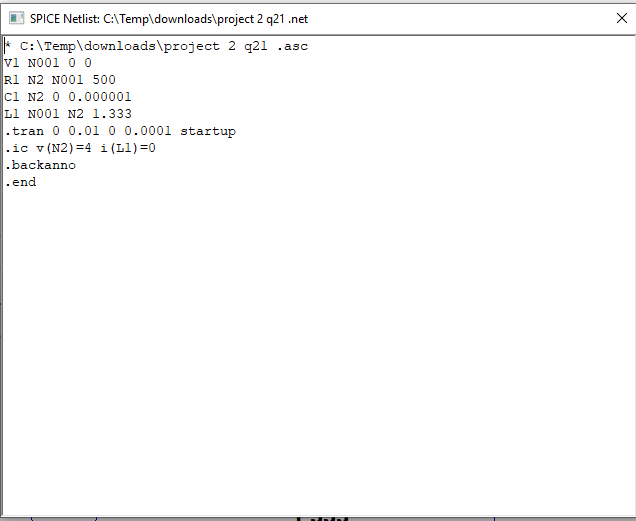 SPICE Netlist: C:\Temp\downloads\project 2 q21 .net
* C:\Temp\downloads\project 2 q21 .asc
V1 N001 0 0
R1 N2 N001 500
C1 N2 0 0.000001
L1 N001 N2 1.333
.tran 0 0.01 0 0.0001 startup
.ic v(N2)=4 i(L1)=0
.backanno
.end